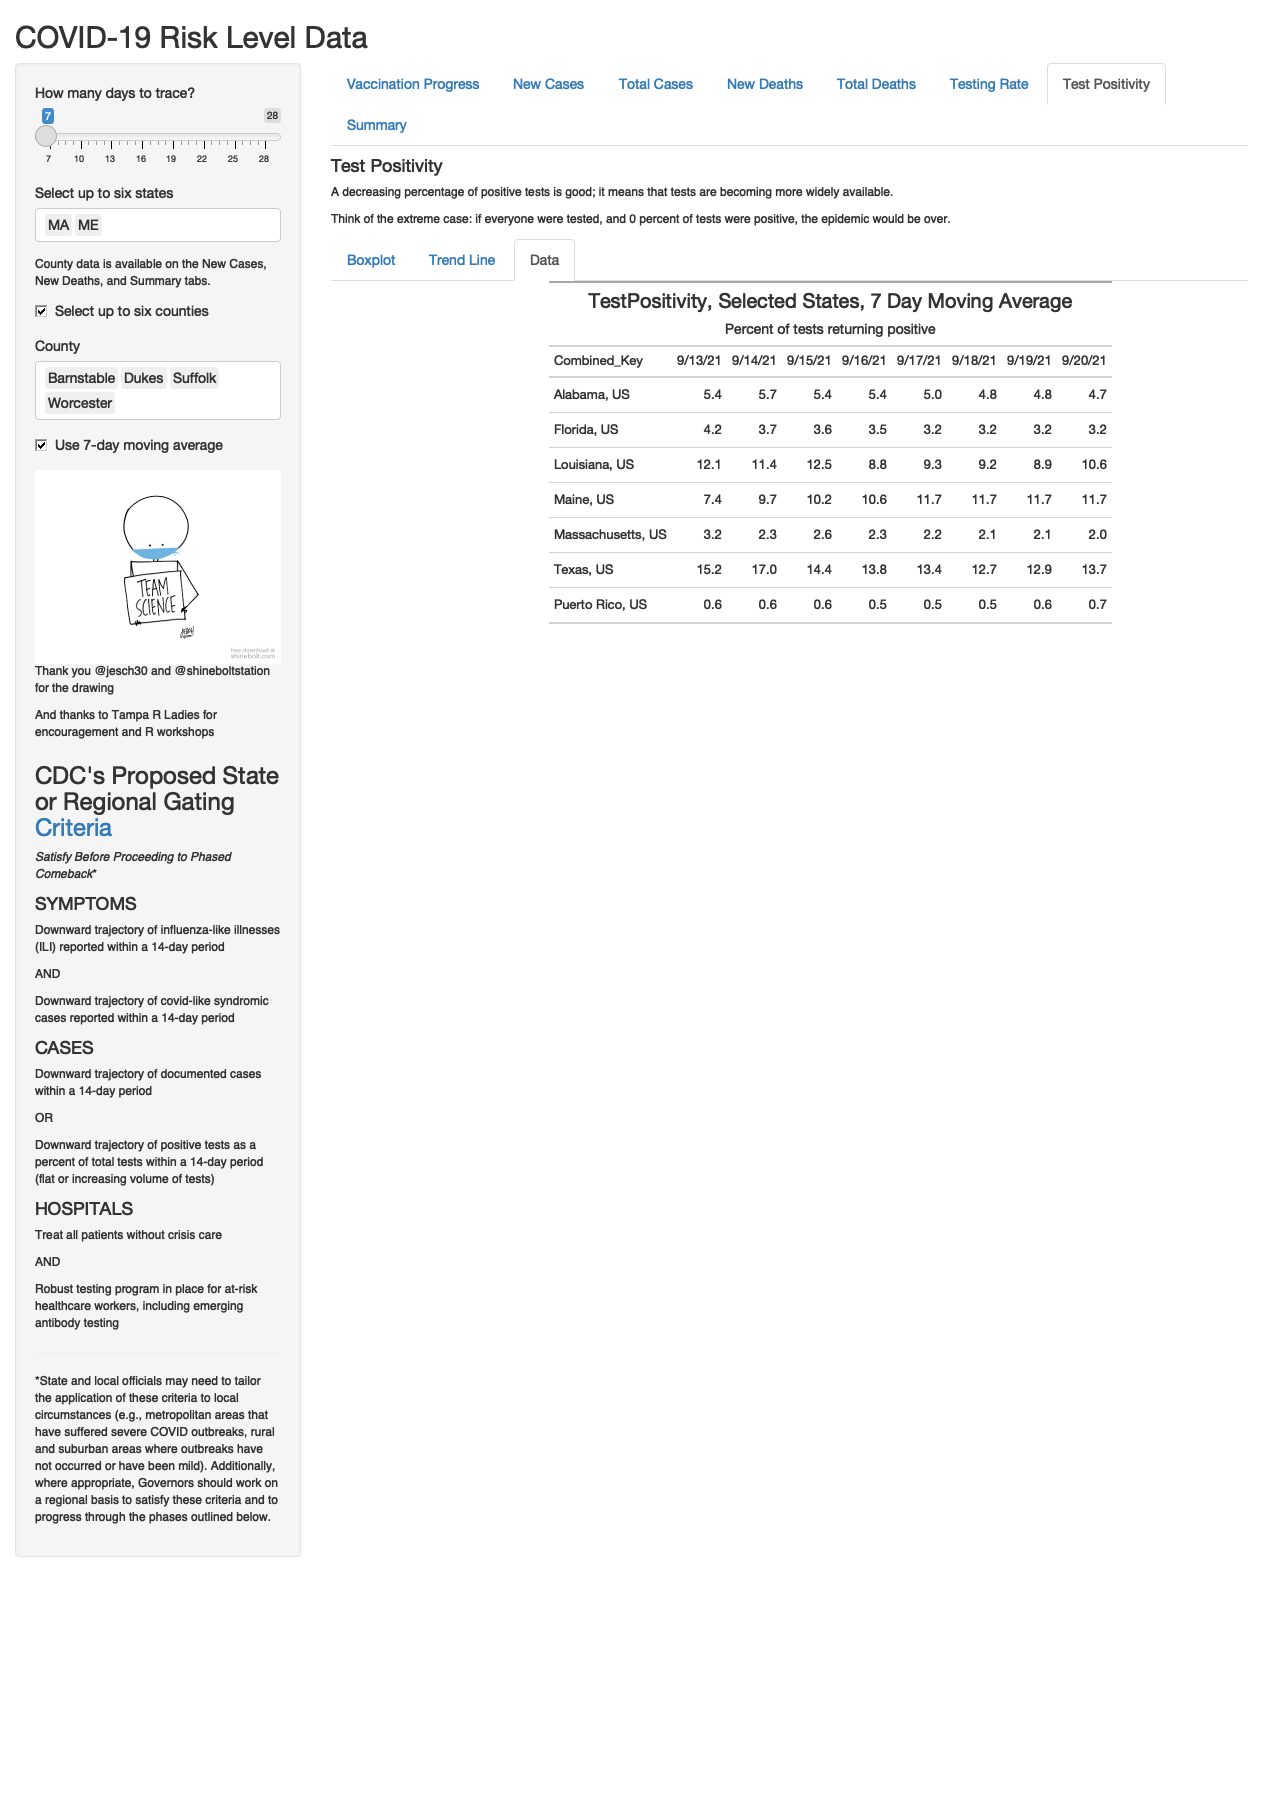 COVID-19 Risk Level Data
How many days to trace?
7 28
7 10 13 16 19 22 25 28
Select up to six states
MA ME
County data is available on the New Cases,
New Deaths, and Summary tabs.
Select up to six counties
County
Barnstable Dukes Suffolk
Worcester
Use 7-day moving average
TEAM
SCIENCE
free download at
shinebolt.com
Thank you @jesch30 and @shineboltstation
for the drawing
And thanks to Tampa R Ladies for
encouragement and R workshops
CDC's Proposed State
or Regional Gating
Criteria
Satisfy Before Proceeding to Phased
Comeback*
SYMPTOMS
Downward trajectory of influenza-like illnesses
(ILI) reported within a 14-day period
AND
Downward trajectory of covid-like syndromic
cases reported within a 14-day period
CASES
Downward trajectory of documented cases
within a 14-day period
OR
Downward trajectory of positive tests as a
percent of total tests within a 14-day period
(flat or increasing volume of tests)
HOSPITALS
Treat all patients without crisis care
AND
Robust testing program in place for at-risk
healthcare workers, including emerging
antibody testing
*State and local officials may need to tailor
the application of these criteria to local
circumstances (e.g., metropolitan areas that
have suffered severe COVID outbreaks, rural
and suburban areas where outbreaks have
not occurred or have been mild). Additionally,
where appropriate, Governors should work on
a regional basis to satisfy these criteria and to
progress through the phases outlined below.
Vaccination Progress New Cases Total Cases New Deaths Total Deaths Testing Rate Test Positivity
Summary
Test Positivity
A decreasing percentage of positive tests is good; it means that tests are becoming more widely available.
Think of the extreme case: if everyone were tested, and 0 percent of tests were positive, the epidemic would be over.
Boxplot Trend Line Data
TestPositivity, Selected States, 7 Day Moving Average
Percent of tests returning positive
Combined_Key 9/13/21 9/14/21 9/15/21 9/16/21 9/17/21 9/18/21 9/19/21 9/20/21
Alabama, US 5.4 5.7 5.4 5.4 5.0 4.8 4.8 4.7
Florida, US 4.2 3.7 3.6 3.5 3.2 3.2 3.2 3.2
Louisiana, US 12.1 11.4 12.5 8.8 9.3 9.2 8.9 10.6
Maine, US 7.4 9.7 10.2 10.6 11.7 11.7 11.7 11.7
Massachusetts, US 3.2 2.3 2.6 2.3 2.2 2.1 2.1 2.0
Texas, US 15.2 17.0 14.4 13.8 13.4 12.7 12.9 13.7
Puerto Rico, US 0.6 0.6 0.6 0.5 0.5 0.5 0.6 0.7